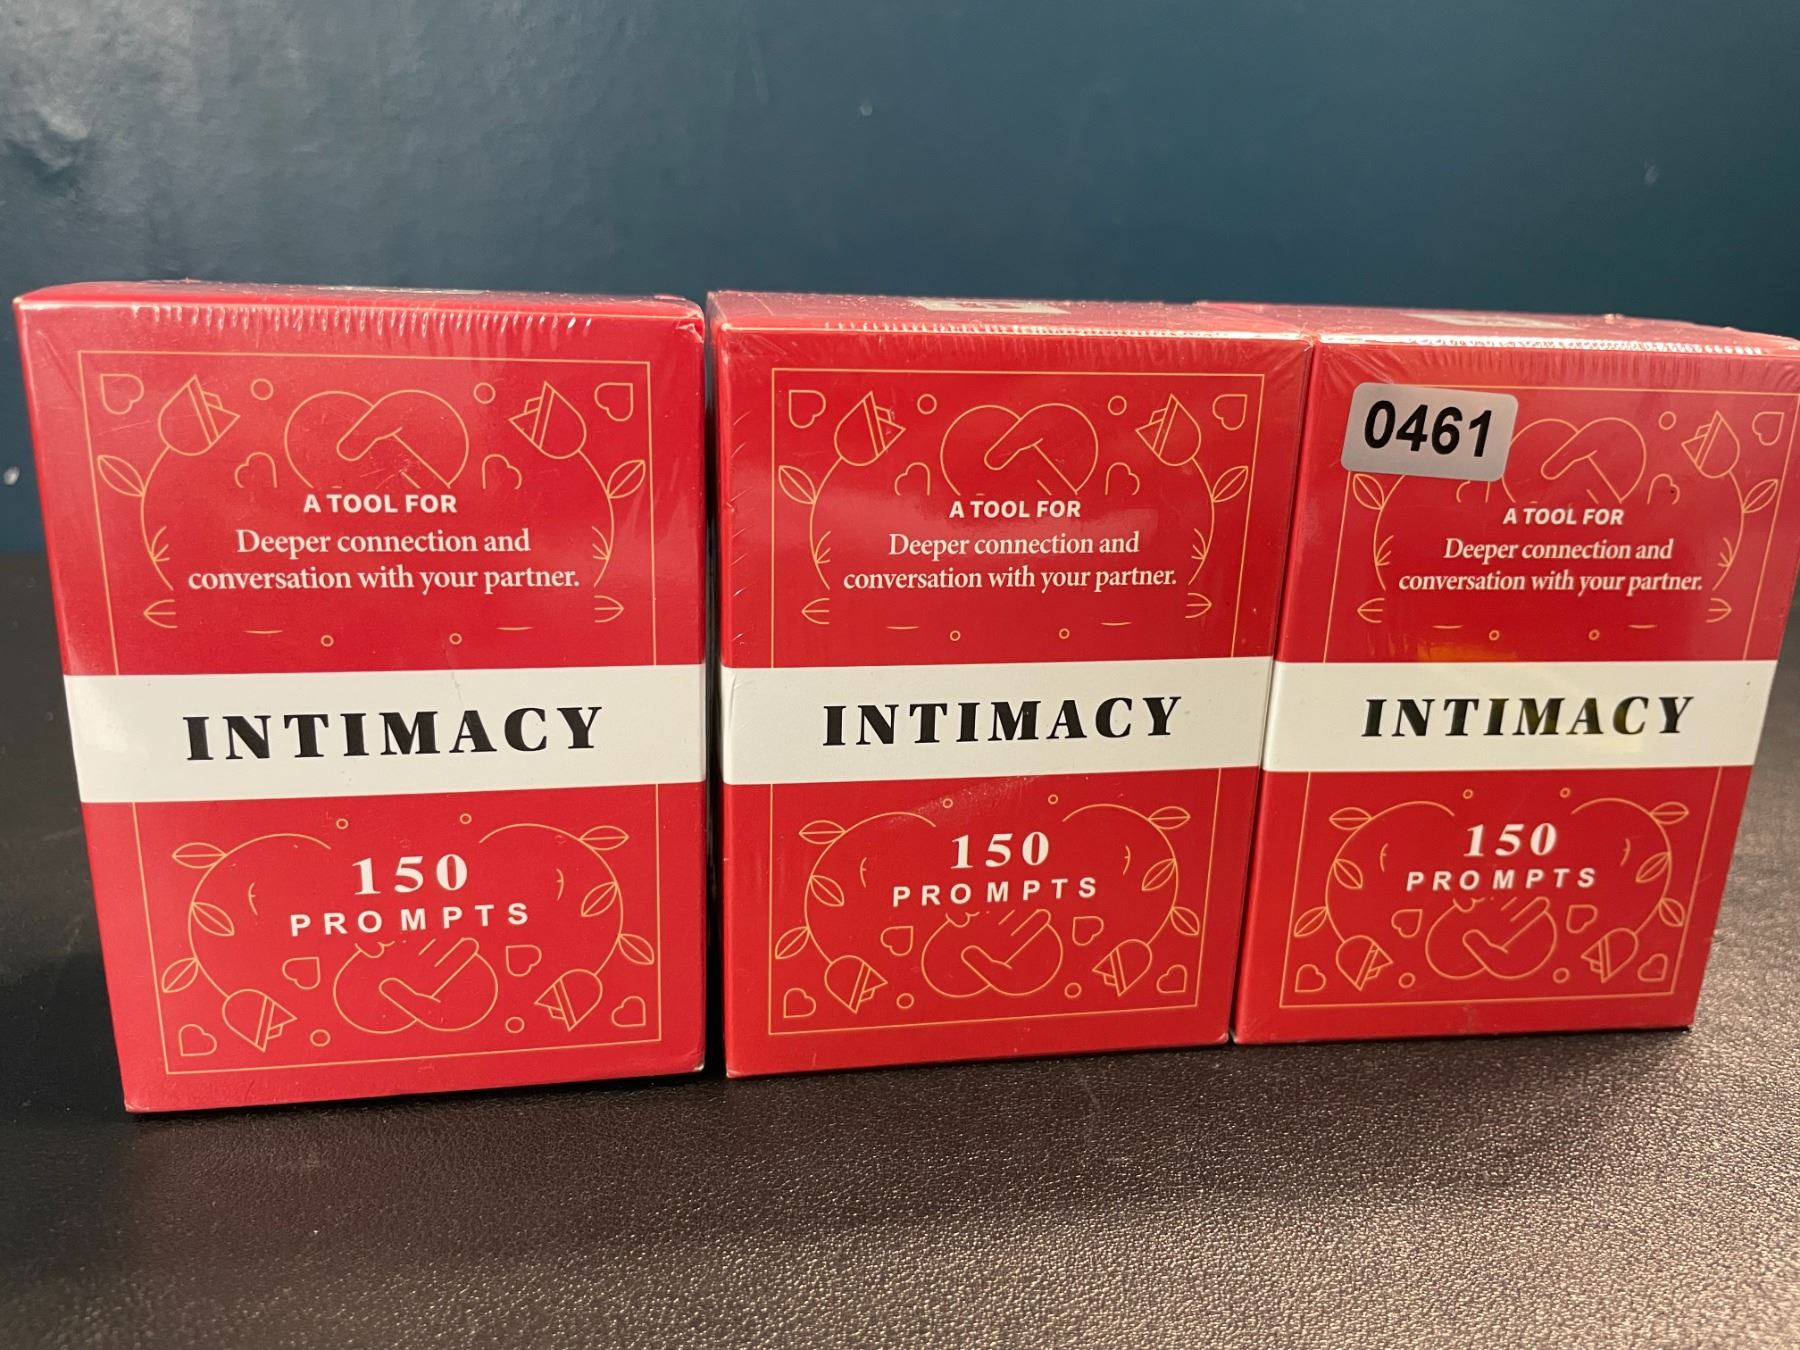 A TOOL FOR
Deeper connection and
conversation with your partner.
INTIMACY
150
PROMPTS
A TOOL FOR
Deeper connection and
conversation with your partner.
INTIMACY
150
PROMPTS
0461
A TOOL FOR
Deeper connection and
conversation with your partner.
INTIMACY
150
PROMPTS